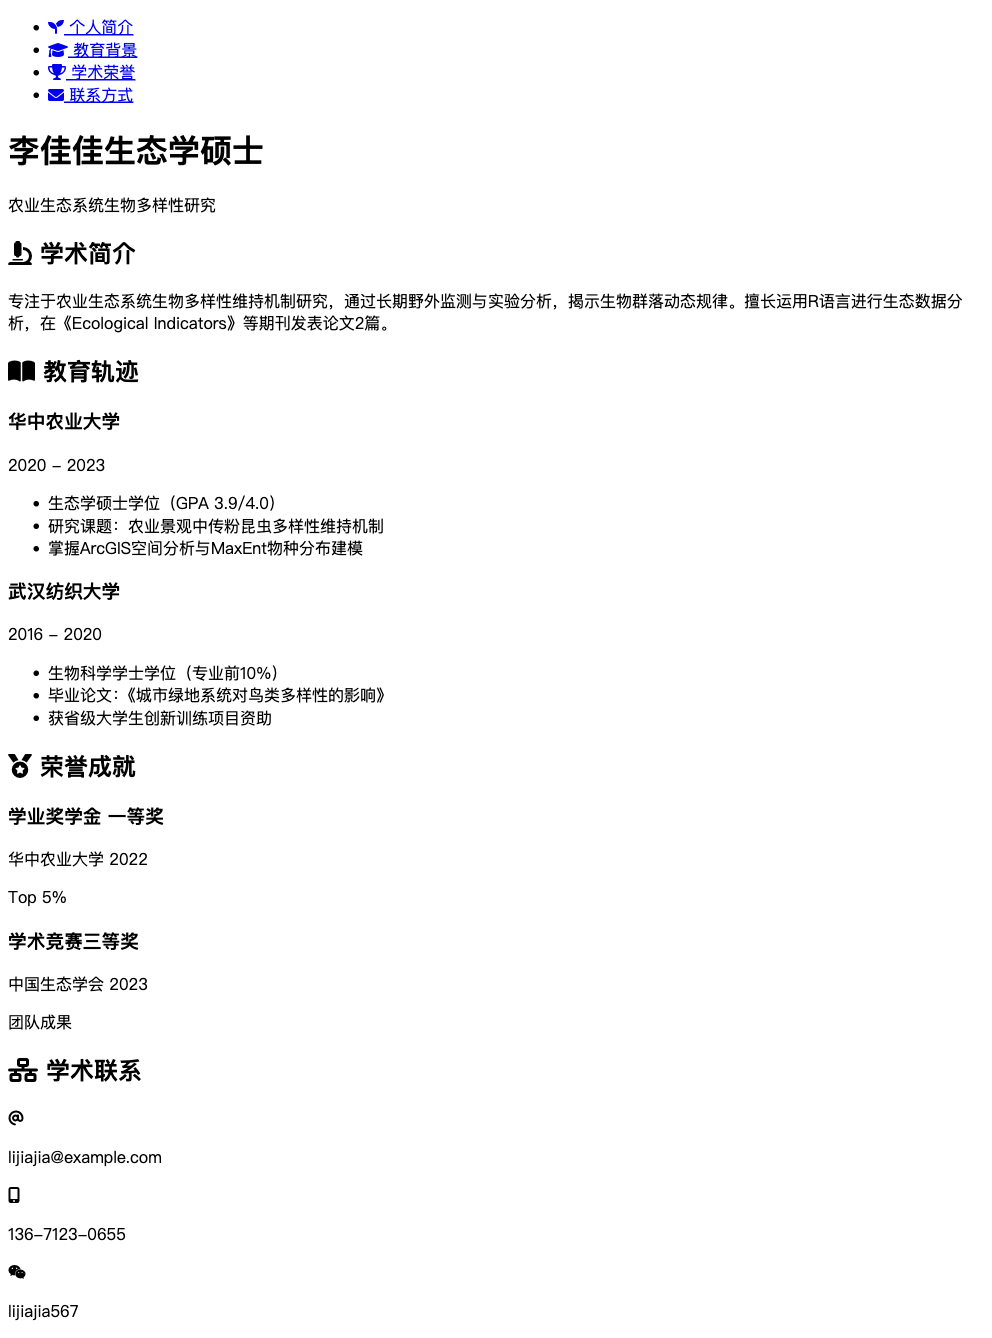 个人简介
教育背景
学术荣誉
联系方式
李佳佳生态学硕士
农业生态系统生物多样性研究
学术简介
专注于农业生态系统生物多样性维持机制研究，通过长期野外监测与实验分析，揭示生物群落动态规律。擅长运用R语言进行生态数据分
析，在《Ecological Indicators》等期刊发表论文2篇。
教育轨迹
华中农业大学
2020 - 2023
生态学硕士学位（GPA 3.9/4.0）
研究课题：农业景观中传粉昆虫多样性维持机制
掌握ArcGIS空间分析与MaxEnt物种分布建模
武汉纺织大学
2016 - 2020
生物科学学士学位（专业前10%）
毕业论文：《城市绿地系统对鸟类多样性的影响》
获省级大学生创新训练项目资助
荣誉成就
学业奖学金 一等奖
华中农业大学 2022
Top 5%
学术竞赛三等奖
中国生态学会 2023
团队成果
学术联系
@
lijiajia@example.com
136-7123-0655
lijiajia567